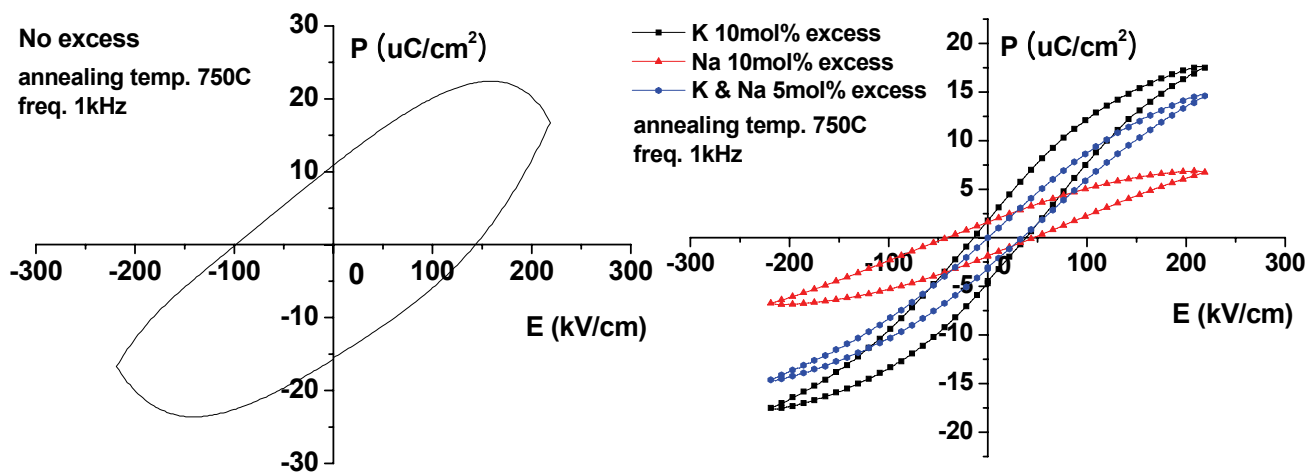 No excess
annealing temp. 750C
freq. 1kHz
P (uC/cm²)
30
20
10
-10
-20
-30
-300
-200
-100
0
100
200
300
E (kV/cm)
K 10mol% excess
Na 10mol% excess
K & Na 5mol% excess
annealing temp. 750C
freq. 1kHz
P (uC/cm²)
20
15
10
5
-5
-10
-15
-20
-300
-200
-100
0
100
200
300
E (kV/cm)